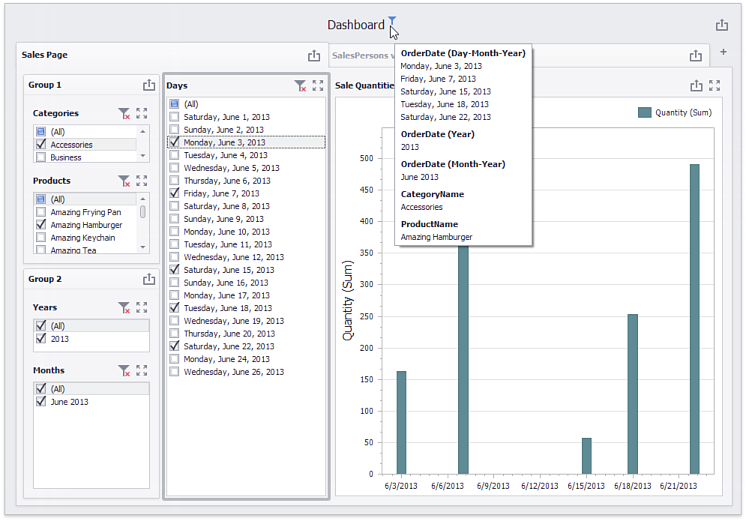 Dashboard
Sales Page
SalesPersons v
+
Group 1
Categories
(All)
Accessories
Business
Products
(All)
Amazing Frying Pan
Amazing Hamburger
Amazing Keychain
Amazing Tea
Group 2
Years
(All)
2013
Months
(All)
June 2013
Days
(All)
Saturday, June 1, 2013
Sunday, June 2, 2013
Monday, June 3, 2013
Tuesday, June 4, 2013
Wednesday, June 5, 2013
Thursday, June 6, 2013
Friday, June 7, 2013
Saturday, June 8, 2013
Sunday, June 9, 2013
Monday, June 10, 2013
Tuesday, June 11, 2013
Wednesday, June 12, 2013
Saturday, June 15, 2013
Sunday, June 16, 2013
Monday, June 17, 2013
Tuesday, June 18, 2013
Wednesday, June 19, 2013
Thursday, June 20, 2013
Friday, June 21, 2013
Saturday, June 22, 2013
Monday, June 24, 2013
Wednesday, June 26, 2013
OrderDate (Day-Month-Year)
Monday, June 3, 2013
Friday, June 7, 2013
Saturday, June 15, 2013
Tuesday, June 18, 2013
Saturday, June 22, 2013
OrderDate (Year)
2013
OrderDate (Month-Year)
June 2013
CategoryName
Accessories
ProductName
Amazing Hamburger
Sale Quantities
Quantity (Sum)
Quantity (Sum)
500
450
400
350
300
250
200
150
100
50
0
6/3/2013
6/6/2013
6/9/2013
6/12/2013
6/15/2013
6/18/2013
6/21/2013